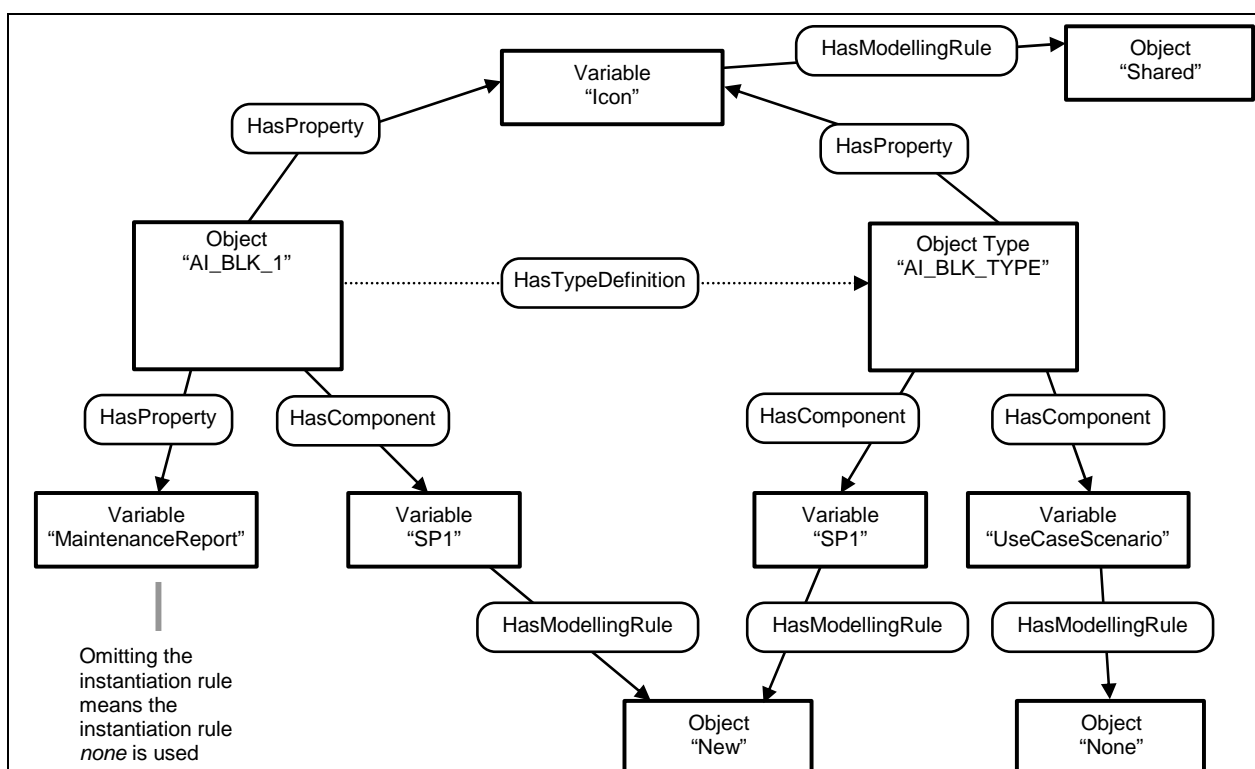 HasModellingRule
Object
“Shared”
Variable
“Icon”
HasProperty
HasProperty
Object
“AI_BLK_1”
Object Type
“AI_BLK_TYPE”
HasTypeDefinition
HasProperty
HasComponent
HasComponent
HasComponent
Variable
“MaintenanceReport”
Variable
“SP1”
Variable
“SP1”
Variable
“UseCaseScenario”
HasModellingRule
HasModellingRule
HasModellingRule
Omitting the
instantiation rule
means the
instantiation rule
none is used
Object
“New”
Object
“None”